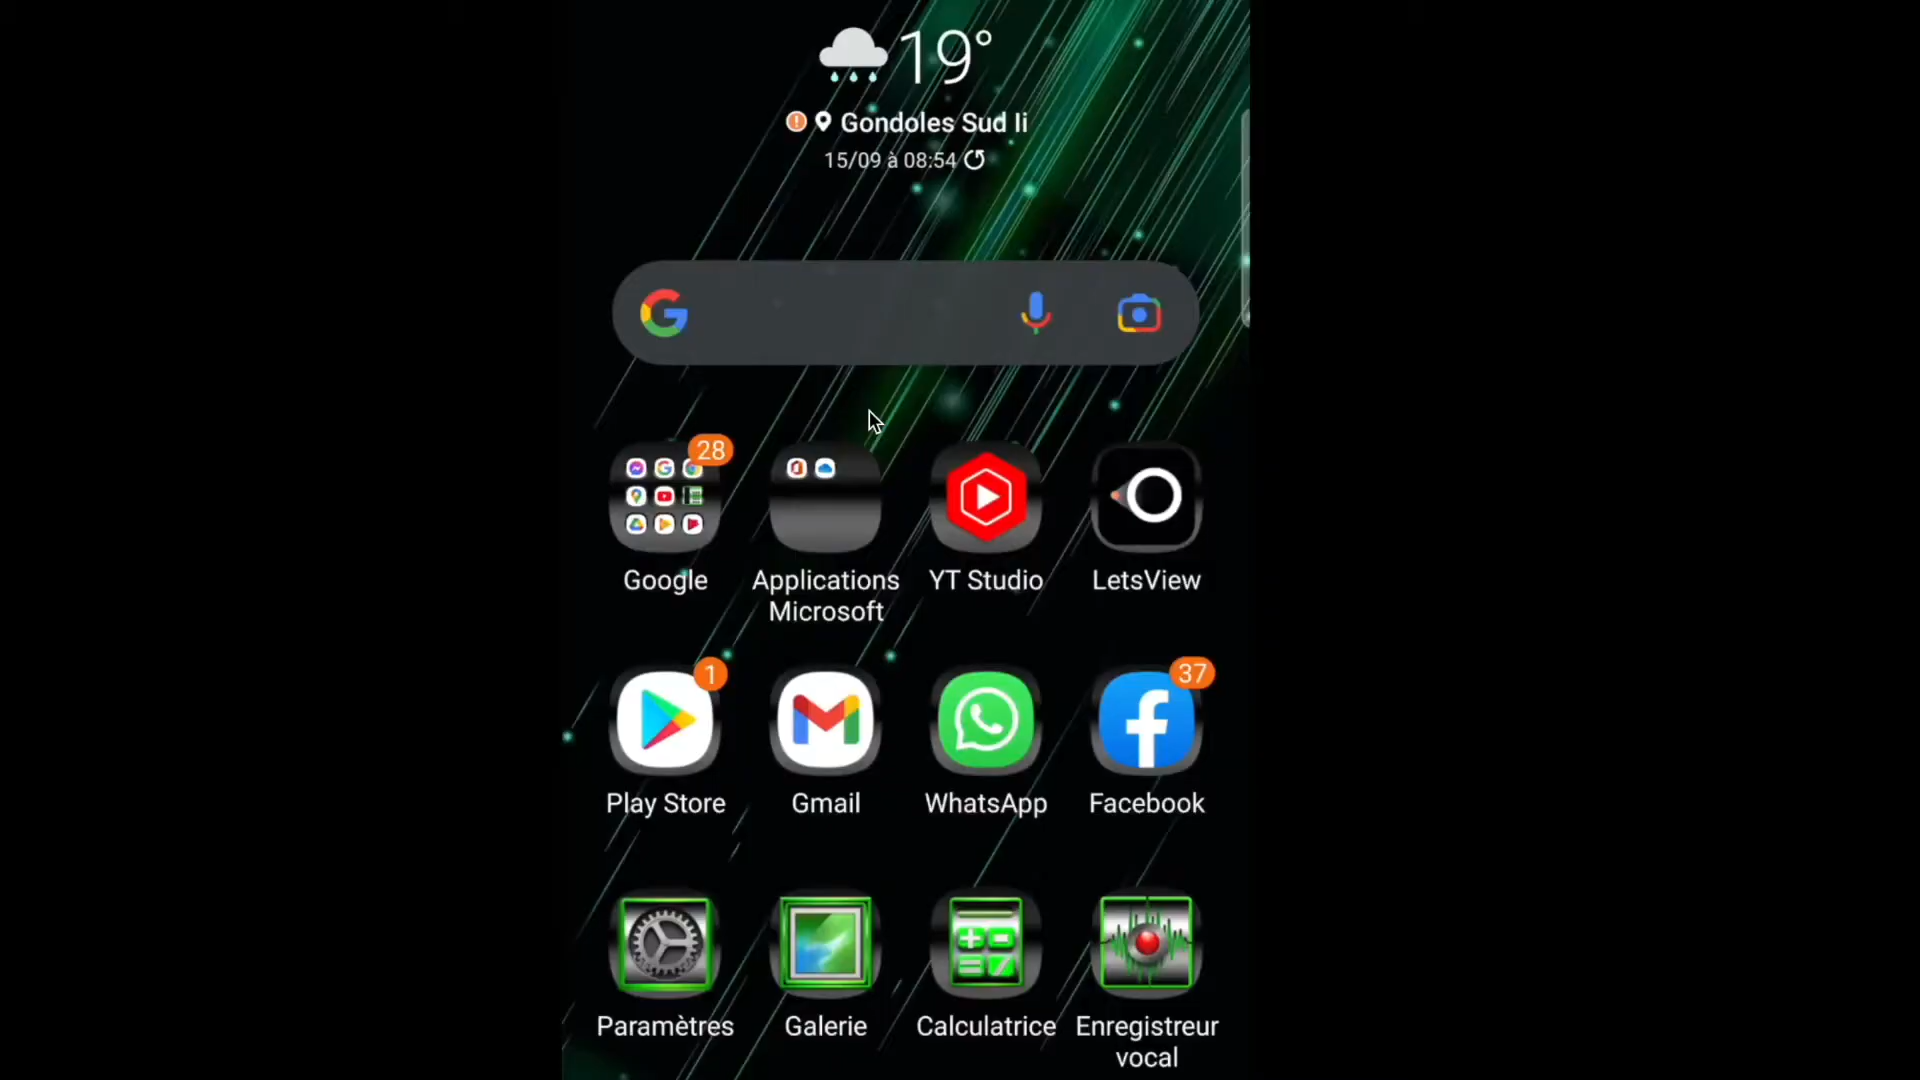 19°
Gondoles Sud Ii
15/09 à 08:54
28
Google
Applications
Microsoft
YT Studio
LetsView
1
37
Play Store
Gmail
WhatsApp
Facebook
Paramètres
Galerie
Calculatrice
Enregistreur
vocal